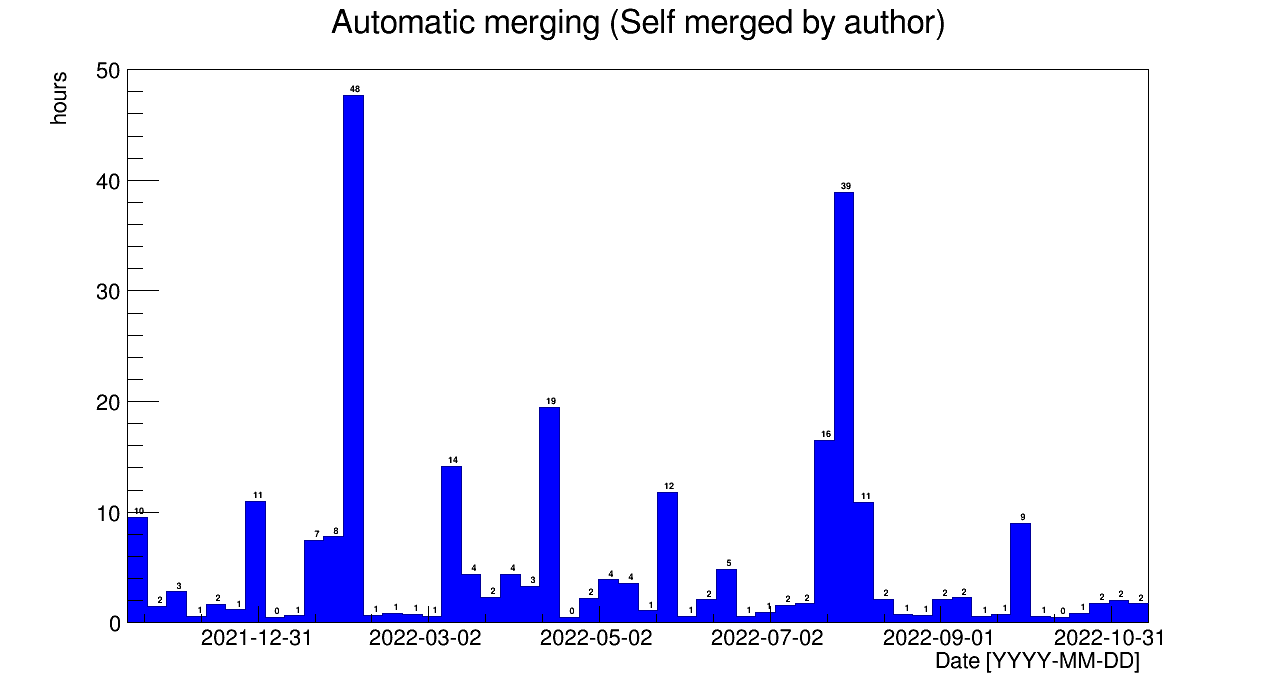 Automatic merging (Self merged by author)
hours
50
40
30
20
10
0
10 2 3 1 2 1 11 0 1 7 8 48 1 1 1 1 14 4 2 4 3 19 0 2 4 4 1 12 1 2 5 1 1 2 2 16 39 11 2 1 1 2 2 1 1 9 1 0 1 2 2 2
2021-12-31 2022-03-02 2022-05-02 2022-07-02 2022-09-01 2022-10-31
Date [YYYY-MM-DD]